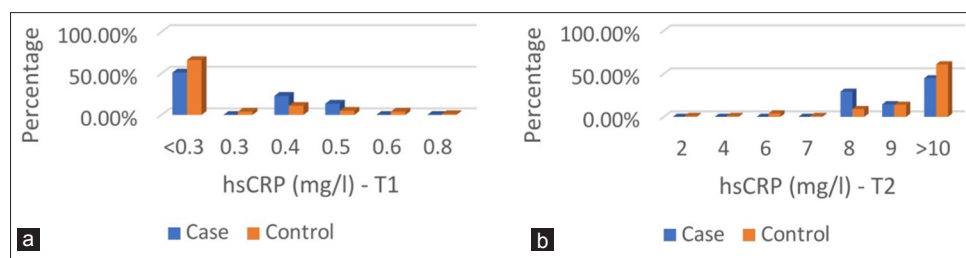 Percentage
100.00%
50.00%
0.00%
<0.3 0.3 0.4 0.5 0.6 0.8
hsCRP (mg/l) - T1
Case Control
a
Percentage
100.00%
50.00%
0.00%
2 4 6 7 8 9 >10
hsCRP (mg/l) - T2
Case Control
b